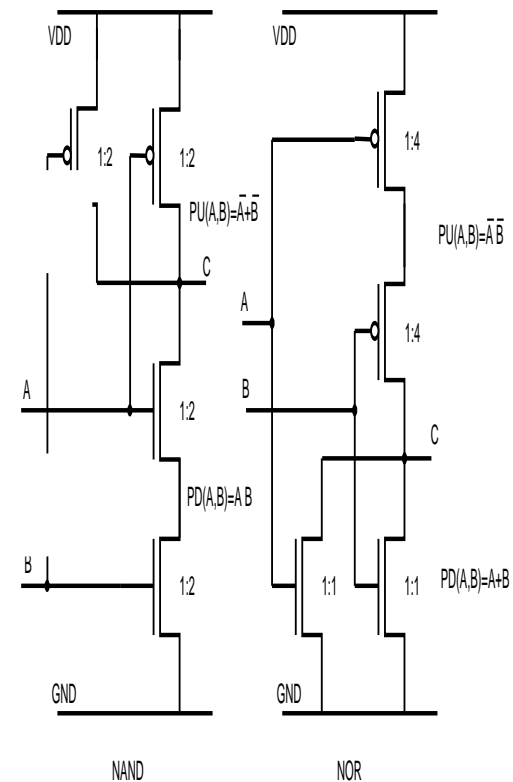 VDD
VDD
1:2
1:2
1:4
PU(A,B)=A̅+B̅
PU(A,B)=A̅ B̅
C
A
1:4
A
B
1:2
C
PD(A,B)=A B
B
1:2
1:1
1:1
PD(A,B)=A+B
GND
GND
NAND
NOR